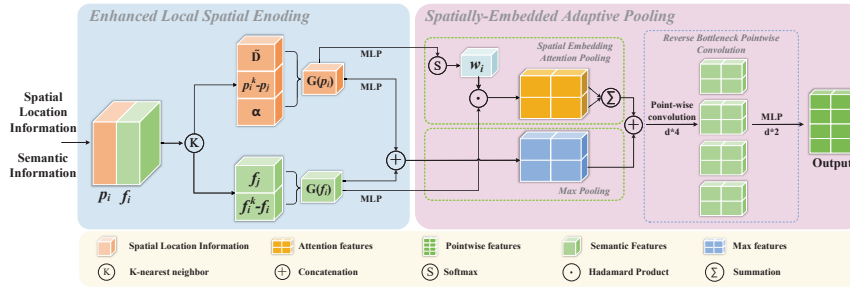 Enhanced Local Spatial Enoding
Spatially-Embedded Adaptive Pooling
Spatial
Location
Information
Semantic
Information
p_i f_i
K
D̃
p_i^k-p_j
α
G(p_i)
MLP
MLP
f_j
f_i^k-f_i
G(f_i)
MLP
+
S
w_i
Spatial Embedding
Attention Pooling
Σ
+
Max Pooling
Reverse Bottleneck Pointwise
Convolution
Point-wise
convolution
d*4
MLP
d*2
Output
Spatial Location Information
Attention features
Pointwise features
Semantic Features
Max features
K K-nearest neighbor
+ Concatenation
S Softmax
· Hadamard Product
Σ Summation